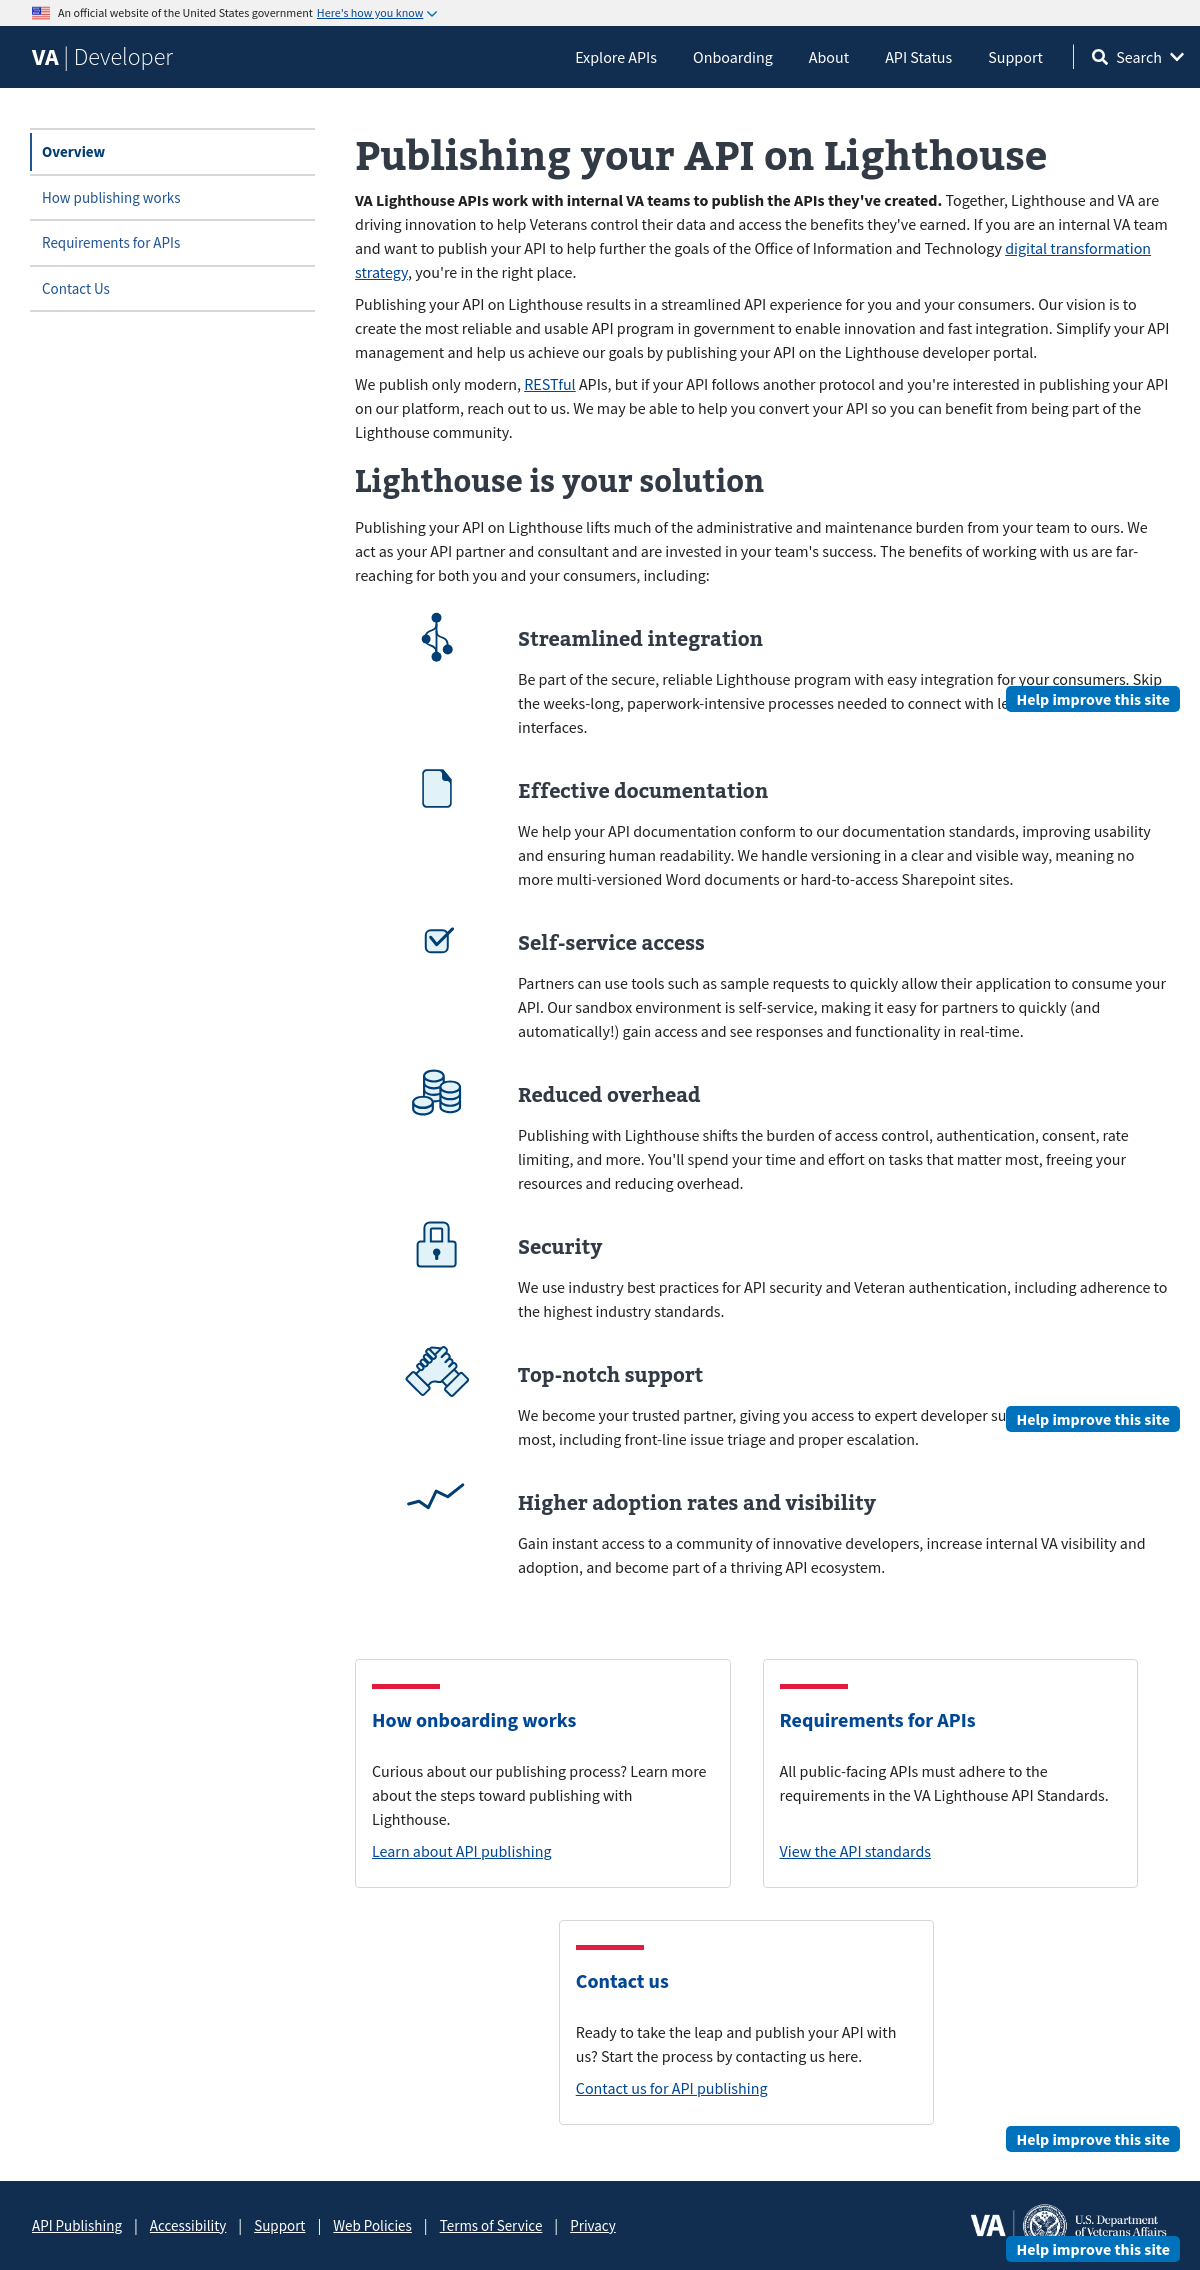 An official website of the United States government Here's how you know
VA | Developer
Explore APIs
Onboarding
About
API Status
Support
Search
Overview
How publishing works
Requirements for APIs
Contact Us
Publishing your API on Lighthouse
VA Lighthouse APIs work with internal VA teams to publish the APIs they've created. Together, Lighthouse and VA are
driving innovation to help Veterans control their data and access the benefits they've earned. If you are an internal VA team
and want to publish your API to help further the goals of the Office of Information and Technology digital transformation
strategy, you're in the right place.
Publishing your API on Lighthouse results in a streamlined API experience for you and your consumers. Our vision is to
create the most reliable and usable API program in government to enable innovation and fast integration. Simplify your API
management and help us achieve our goals by publishing your API on the Lighthouse developer portal.
We publish only modern, RESTful APIs, but if your API follows another protocol and you're interested in publishing your API
on our platform, reach out to us. We may be able to help you convert your API so you can benefit from being part of the
Lighthouse community.
Lighthouse is your solution
Publishing your API on Lighthouse lifts much of the administrative and maintenance burden from your team to ours. We
act as your API partner and consultant and are invested in your team's success. The benefits of working with us are far-
reaching for both you and your consumers, including:
Streamlined integration
Be part of the secure, reliable Lighthouse program with easy integration for your consumers. Skip
the weeks-long, paperwork-intensive processes needed to connect with
Help improve this site
interfaces.
Effective documentation
We help your API documentation conform to our documentation standards, improving usability
and ensuring human readability. We handle versioning in a clear and visible way, meaning no
more multi-versioned Word documents or hard-to-access Sharepoint sites.
Self-service access
Partners can use tools such as sample requests to quickly allow their application to consume your
API. Our sandbox environment is self-service, making it easy for partners to quickly (and
automatically!) gain access and see responses and functionality in real-time.
Reduced overhead
Publishing with Lighthouse shifts the burden of access control, authentication, consent, rate
limiting, and more. You'll spend your time and effort on tasks that matter most, freeing your
resources and reducing overhead.
Security
We use industry best practices for API security and Veteran authentication, including adherence to
the highest industry standards.
Top-notch support
We become your trusted partner, giving you access to expert developer
Help improve this site
most, including front-line issue triage and proper escalation.
Higher adoption rates and visibility
Gain instant access to a community of innovative developers, increase internal VA visibility and
adoption, and become part of a thriving API ecosystem.
How onboarding works
Curious about our publishing process? Learn more
about the steps toward publishing with
Lighthouse.
Learn about API publishing
Requirements for APIs
All public-facing APIs must adhere to the
requirements in the VA Lighthouse API Standards.
View the API standards
Contact us
Ready to take the leap and publish your API with
us? Start the process by contacting us here.
Contact us for API publishing
Help improve this site
API Publishing | Accessibility | Support | Web Policies | Terms of Service | Privacy
VA
U.S. Department
of Veterans Affairs
Help improve this site